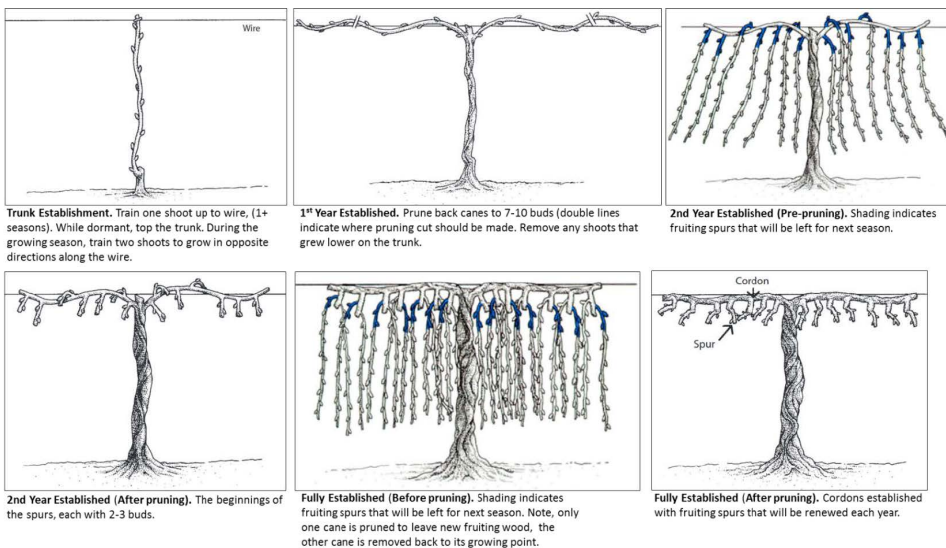 Wire
Trunk Establishment. Train one shoot up to wire, (1+
seasons). While dormant, top the trunk. During the
growing season, train two shoots to grow in opposite
directions along the wire.
1st Year Established. Prune back canes to 7-10 buds (double lines
indicate where pruning cut should be made. Remove any shoots that
grew lower on the trunk.
2nd Year Established (Pre-pruning). Shading indicates
fruiting spurs that will be left for next season.
2nd Year Established (After pruning). The beginnings of
the spurs, each with 2-3 buds.
Fully Established (Before pruning). Shading indicates
fruiting spurs that will be left for next season. Note, only
one cane is pruned to leave new fruiting wood, the
other cane is removed back to its growing point.
Cordon
Spur
Fully Established (After pruning). Cordons established
with fruiting spurs that will be renewed each year.